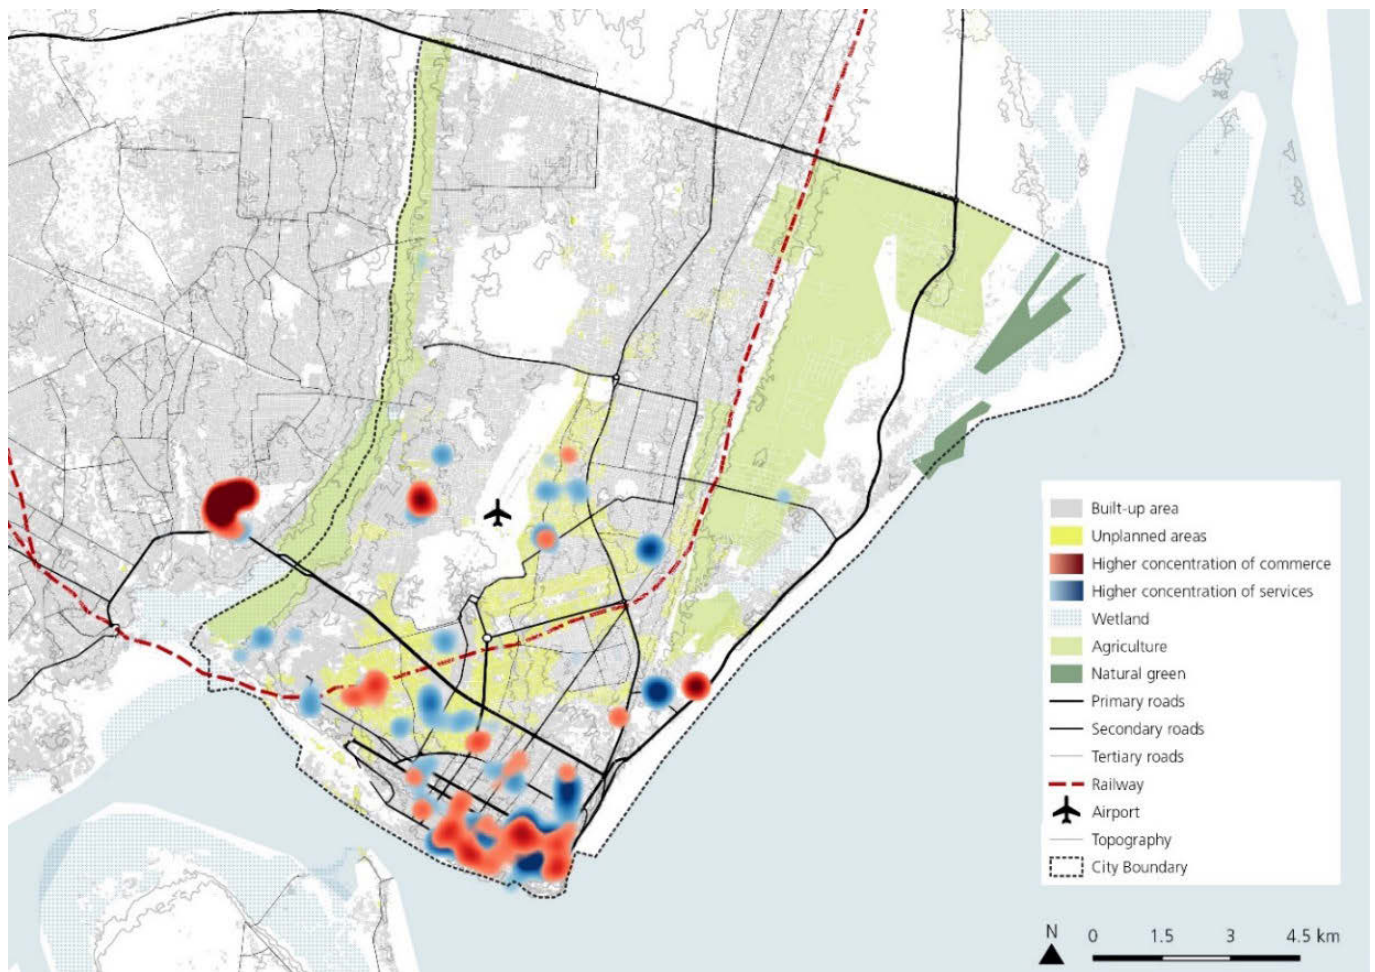 Built-up area
Unplanned areas
Higher concentration of commerce
Higher concentration of services
Wetland
Agriculture
Natural green
Primary roads
Secondary roads
Tertiary roads
Railway
Airport
Topography
City Boundary
N 0 1.5 3 4.5 km